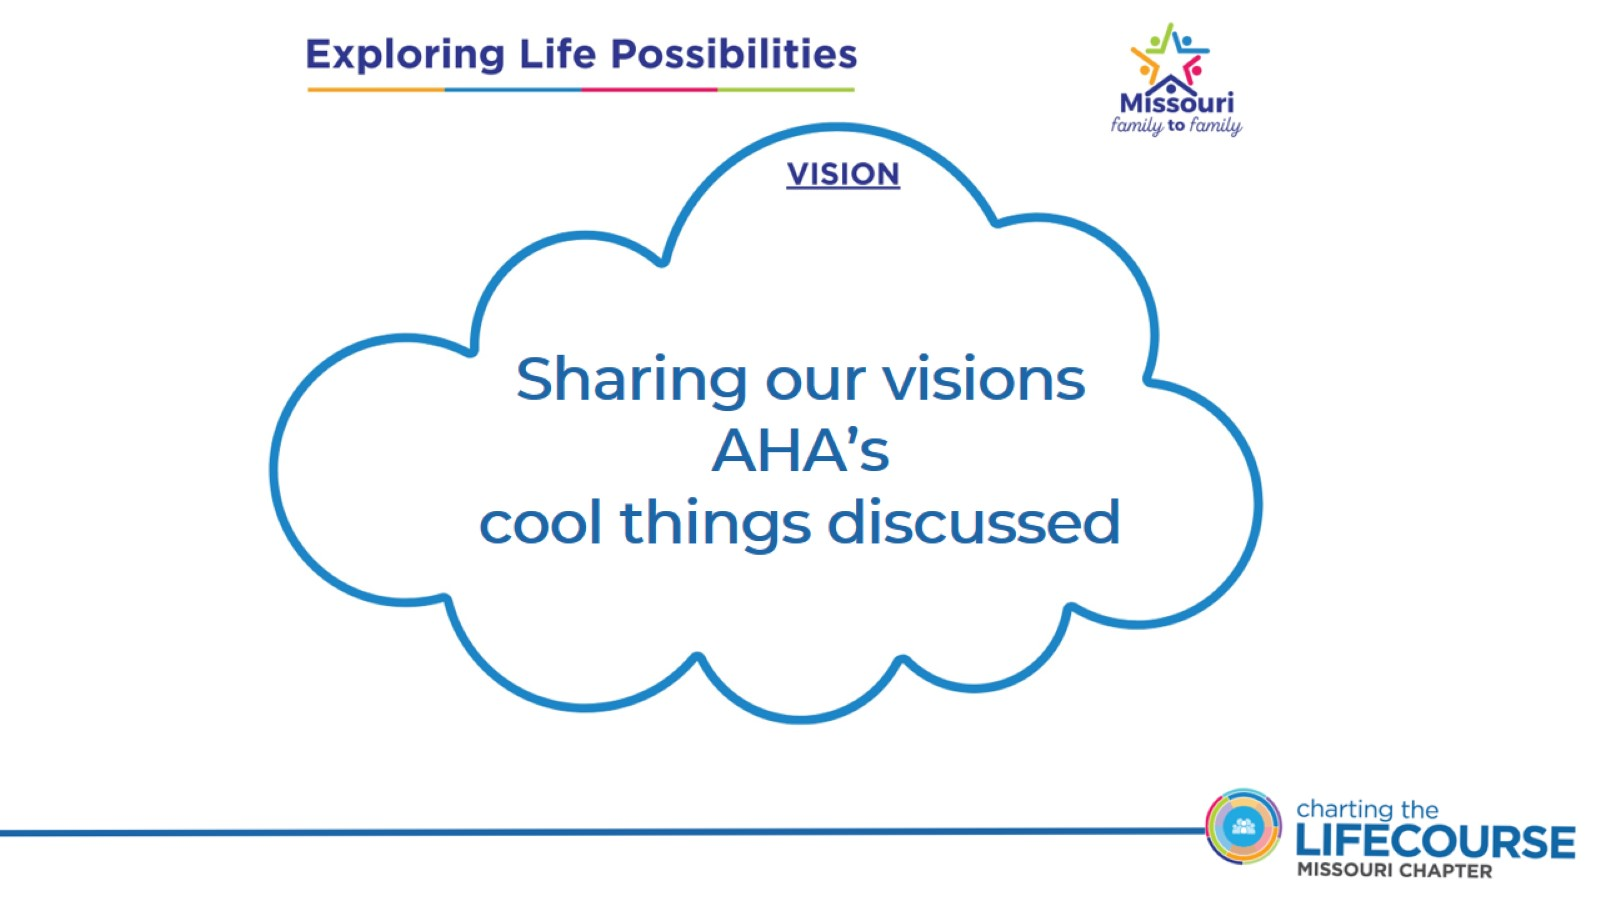 Exploring Life Possibilities
Missouri
family to family
VISION
Sharing our visions
AHA’s
cool things discussed
charting the
LIFECOURSE
MISSOURI CHAPTER